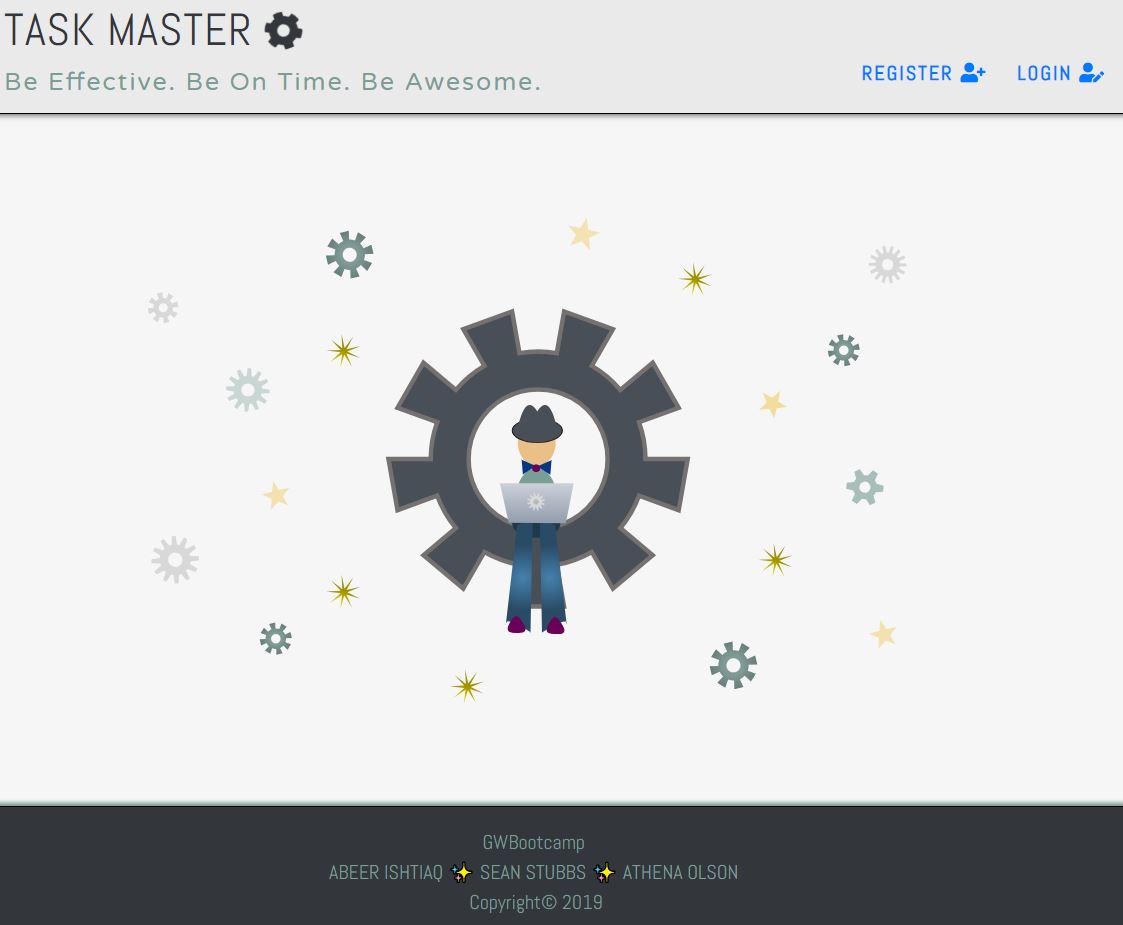 TASK MASTER
Be Effective. Be On Time. Be Awesome.
REGISTER LOGIN
GWBootcamp
ABEER ISHTIAQ ✨ SEAN STUBBS ✨ ATHENA OLSON
Copyright© 2019